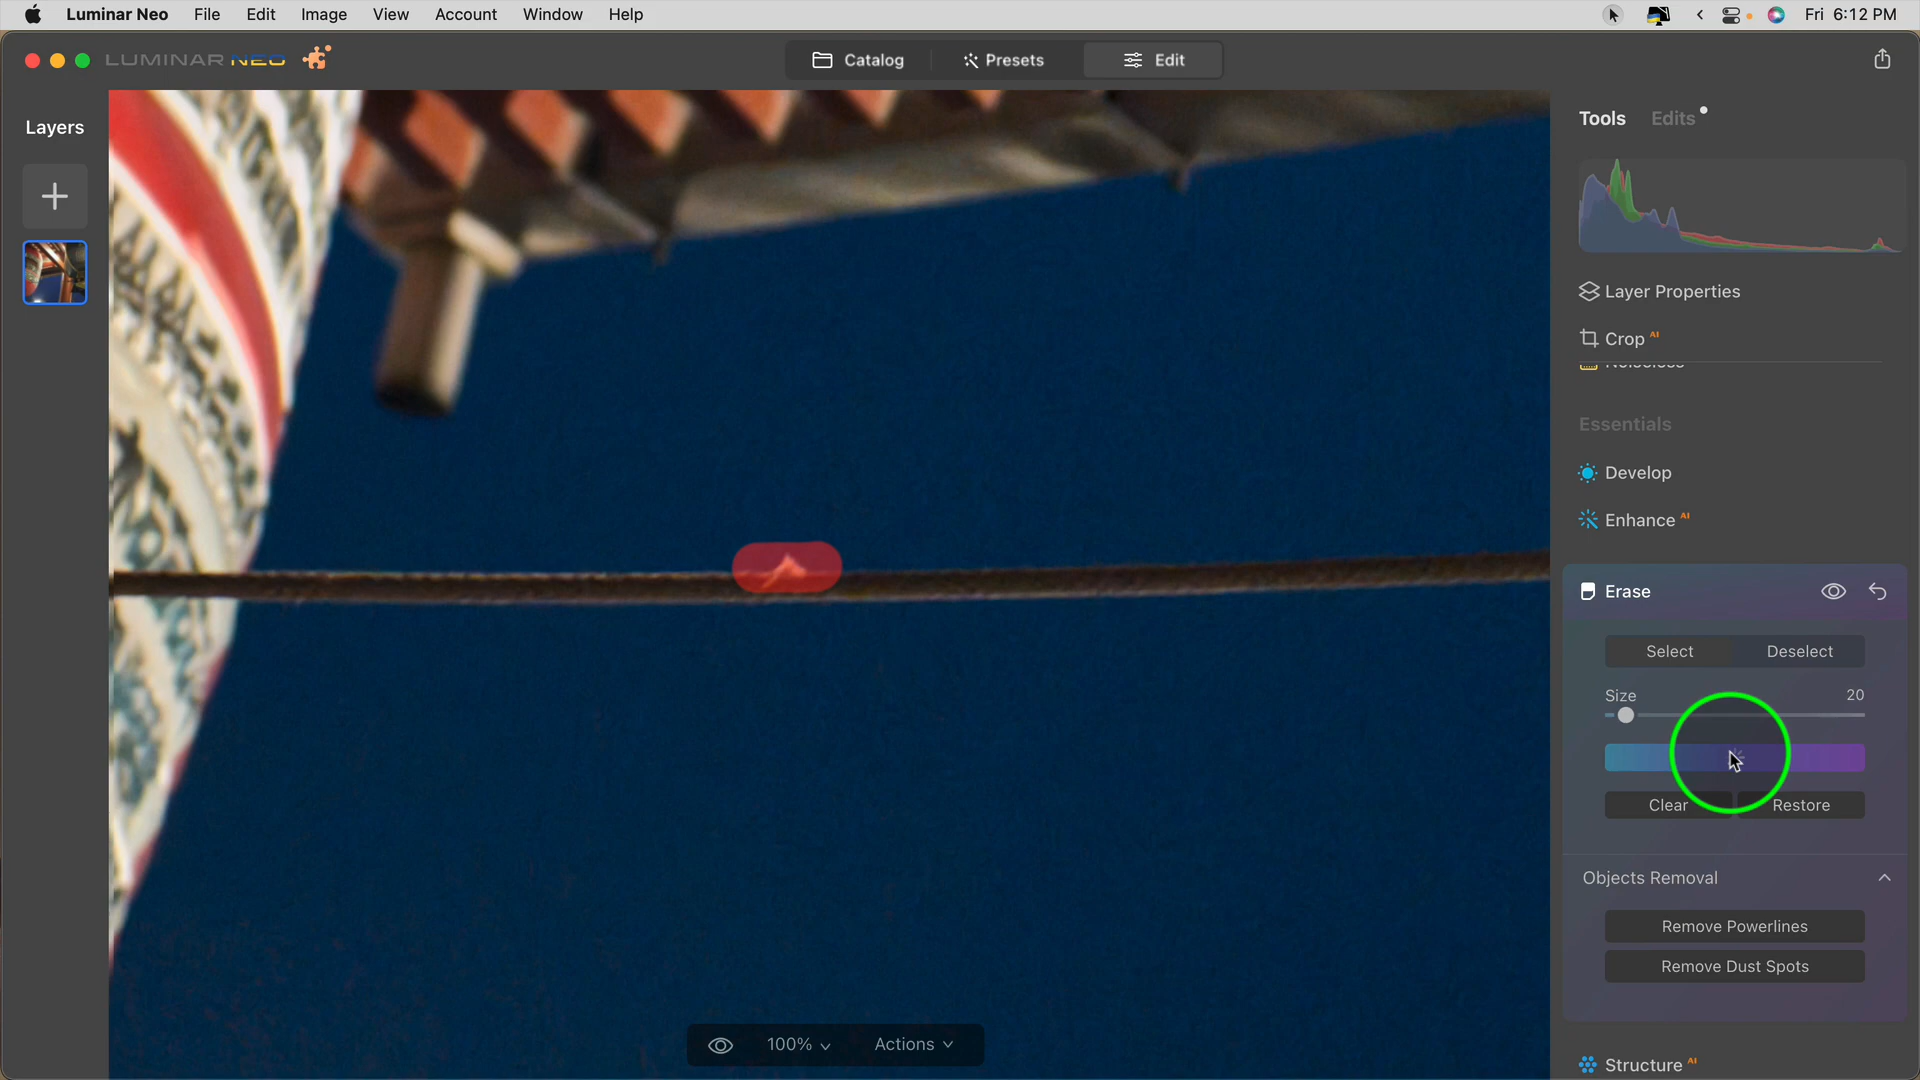 Luminar Neo File Edit Image View Account Window Help
Fri 6:12 PM
LUMINAR NEO
Catalog
Presets
Edit
Layers
Tools
Edits
Layer Properties
Crop AI
Noiseless
Essentials
Develop
Enhance AI
Erase
Select
Deselect
Size
20
Clear
Restore
Objects Removal
Remove Powerlines
Remove Dust Spots
Structure AI
100%
Actions